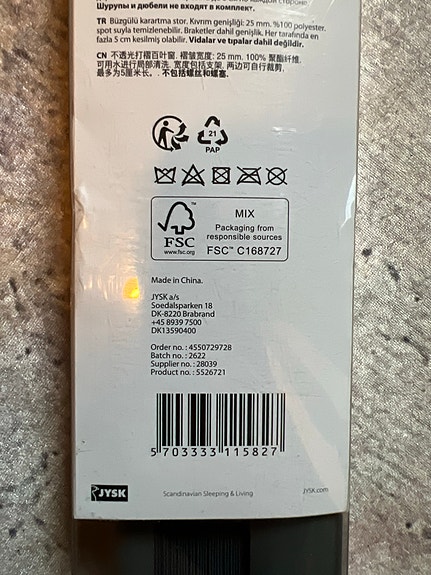 Шурупы и дюбели не входят в комплект.
TR Büzgülü karartma stor. Kıvrım genişliği: 25 mm. %100 polyester.
spot suyla temizlenebilir. Braketler dahil genişlik. Her tarafında en
fazla 5 cm kesilmiş olabilir. Vidalar ve tıpalar dahil değildir.
CN 不透光打褶百叶窗. 褶皱宽度: 25 mm. 100% 聚酯纤维.
可用水进行局部清洗. 宽度包括支架. 两边可自行裁剪,
最多为5厘米长。. 不包括螺丝和螺塞.
21
PAP
FSC™
www.fsc.org
MIX
Packaging from
responsible sources
FSC™ C168727
Made in China.
JYSK a/s
Soedalsparken 18
DK-8220 Brabrand
+45 8939 7500
DK13590400
Order no.: 4550729728
Batch no.: 2622
Supplier no.: 28039
Product no.: 5526721
5 703333 115827
JYSK
Scandinavian Sleeping & Living
JYSK.com